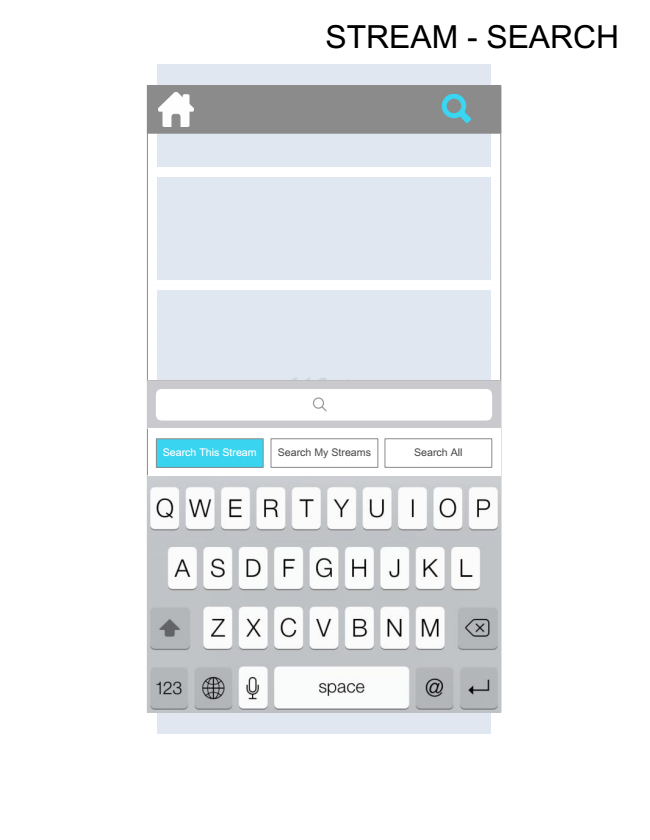 STREAM - SEARCH
Search This Stream Search My Streams Search All
Q W E R T Y U I O P
A S D F G H J K L
Z X C V B N M
123 space @